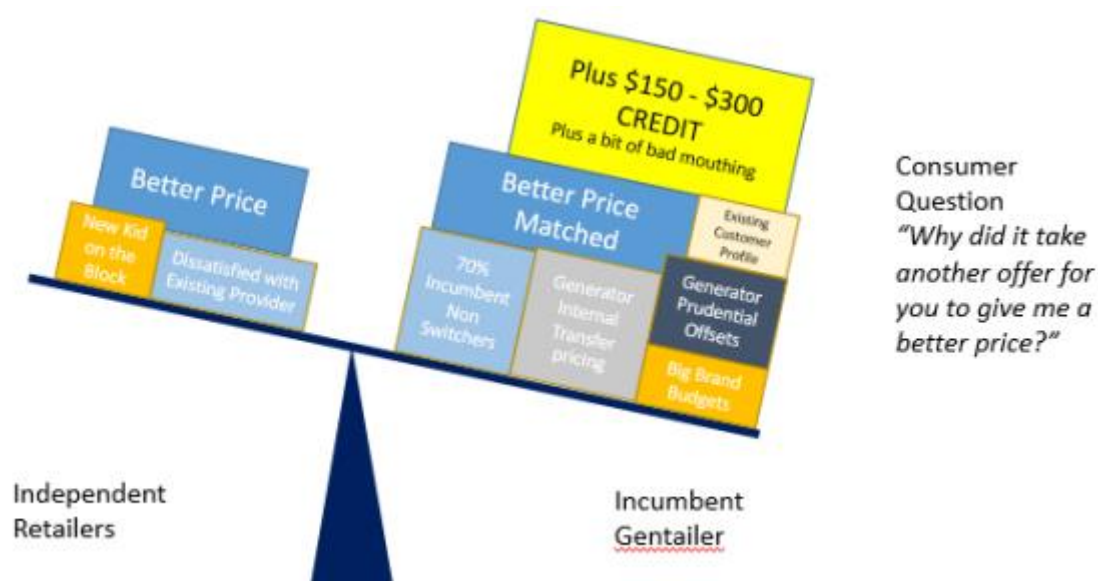 Better Price
New Kid
on the
Block
Dissatisfied with
Existing Provider
Plus $150 - $300
CREDIT
Plus a bit of bad mouthing
Better Price
Matched
Existing
Customer
Profile
70%
Incumbent
Non
Switchers
Generator
Internal
Transfer
pricing
Generator
Prudential
Offsets
Big Brand
Budgets
Consumer
Question
“Why did it take
another offer for
you to give me a
better price?”
Independent
Retailers
Incumbent
Gentailer